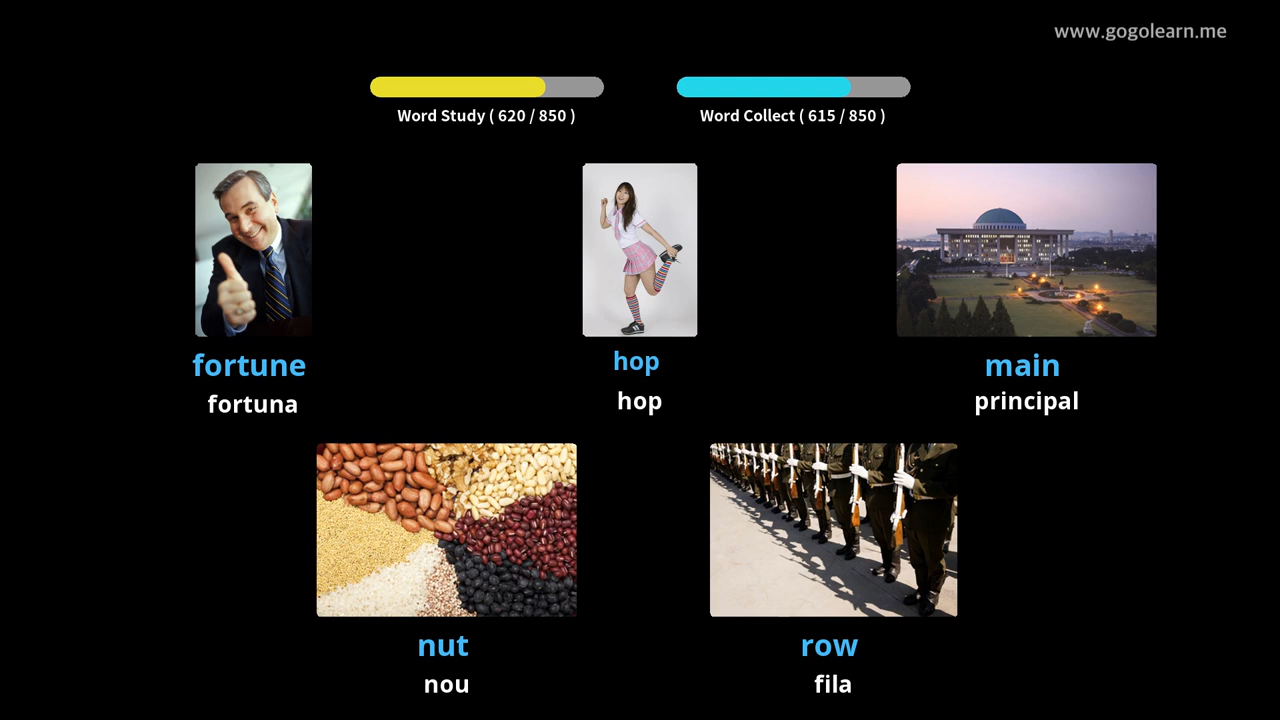 www.gogolearn.me
Word Study ( 620 / 850 )
Word Collect ( 615 / 850 )
fortune
fortuna
hop
hop
main
principal
nut
nou
row
fila